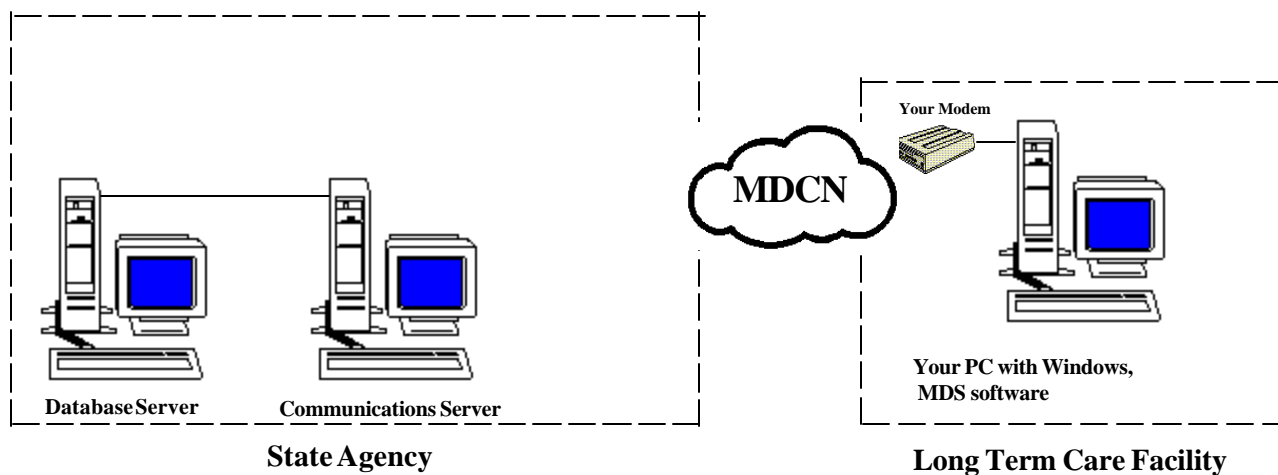 Your Modem
MDCN
Your PC with Windows,
MDS software
Database Server
Communications Server
State Agency
Long Term Care Facility